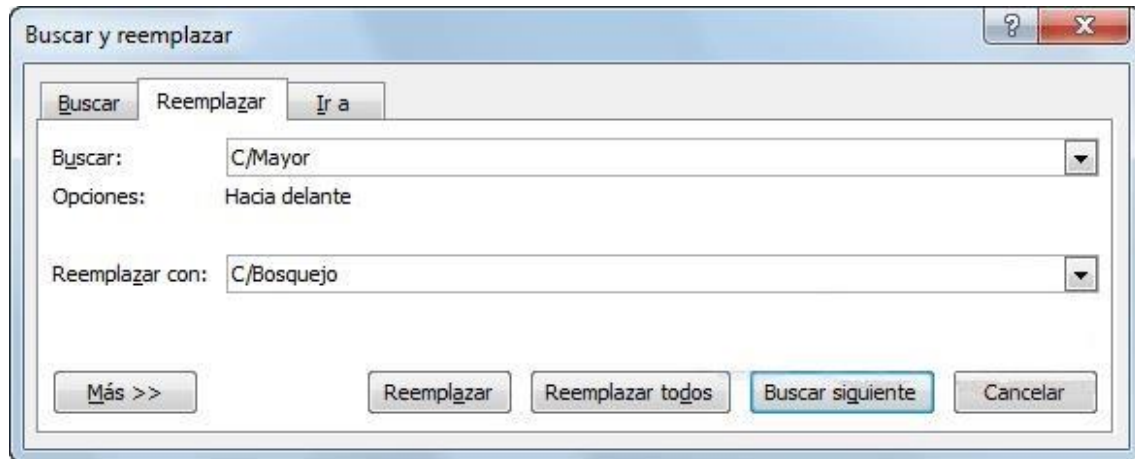 Buscar y reemplazar
Buscar Reemplazar Ir a
Buscar: C/Mayor
Opciones: Hacia delante
Reemplazar con: C/Bosquejo
Más >> Reemplazar Reemplazar todos Buscar siguiente Cancelar